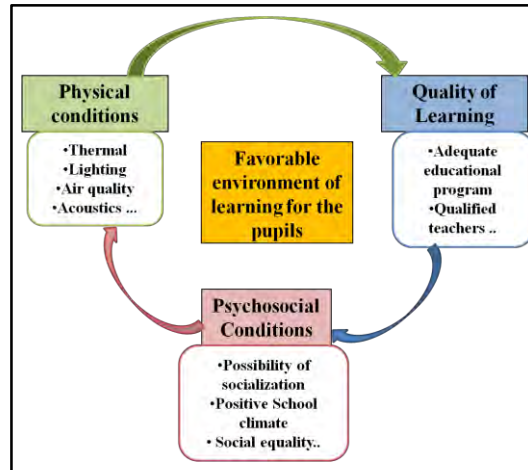 Physical
conditions
•Thermal
•Lighting
•Air quality
•Acoustics ...
Quality of
Learning
•Adequate
educational
program
•Qualified
teachers ..
Favorable
environment of
learning for the
pupils
Psychosocial
Conditions
•Possibility of
socialization
•Positive School
climate
• Social equality..